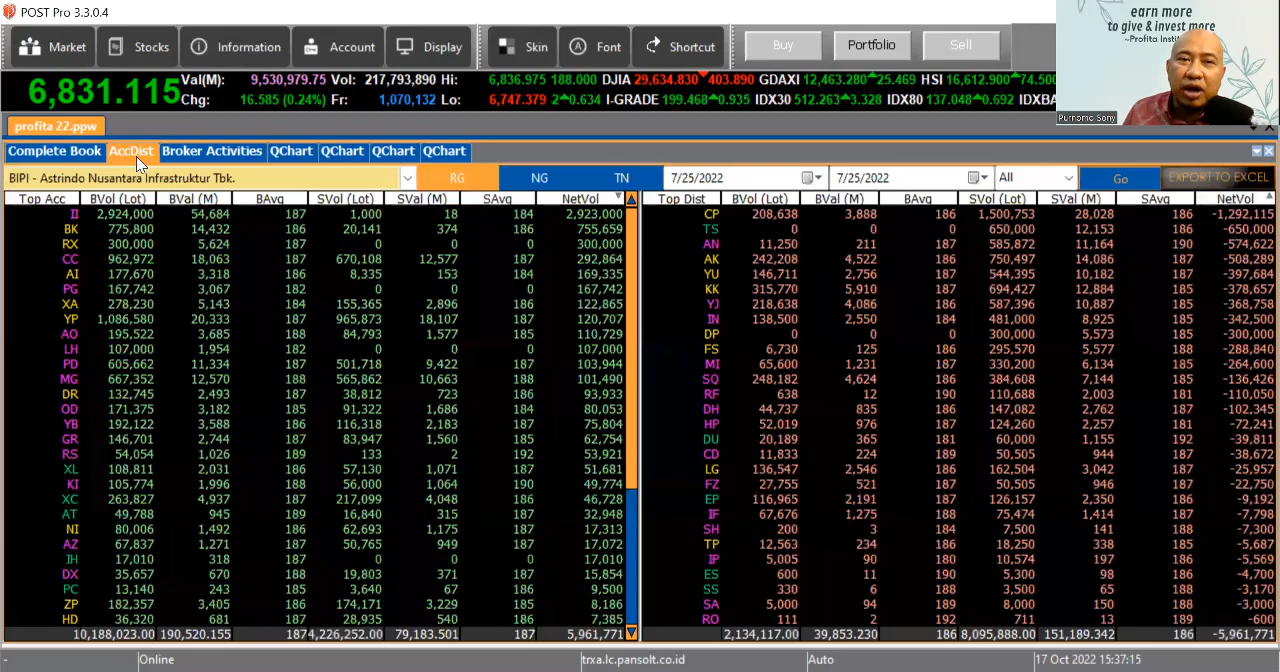 POST Pro 3.3.0.4
Market Stocks Information Account Display Skin Font Shortcut Buy Portfolio Sell
earn more
to give & invest more
~Profita Instit
Purnomo Sony
6,831.115 Val(M): 9,530,979.75 Vol: 217,793,890 Hi: 6,836.975 188.000 DJIA 29,634.830 403.890 GDAXI 12,463.280 25.469 HSI 16,612.900 74.500
Chg: 16.585 (0.24%) Fr: 1,070,132 Lo: 6,747.379 2 0.634 I-GRADE 199.468 0.935 IDX30 512.263 3.328 IDX80 137.048 0.692 IDXBA
profita 22.ppw
Complete Book AccDist Broker Activities QChart QChart QChart QChart
BIPI - Astrindo Nusantara Infrastruktur Tbk. RG NG TN 7/25/2022 7/25/2022 All Go EXPORT TO EXCEL
Top Acc BVol (Lot) BVal (M) BAvg SVol (Lot) SVal (M) SAvg NetVol Top Dist BVol (Lot) BVal (M) BAvg SVol (Lot) SVal (M) SAvg NetVol
II 2,924,000 54,684 187 1,000 18 184 2,923,000 CP 208,638 3,888 186 1,500,753 28,028 186 -1,292,115
BK 775,800 14,432 186 20,141 374 186 755,659 TS 0 0 0 650,000 12,153 186 -650,000
RX 300,000 5,624 187 0 0 0 300,000 AN 11,250 211 187 585,872 11,164 190 -574,622
CC 962,972 18,063 187 670,108 12,577 187 292,864 AK 242,208 4,522 186 750,497 14,086 187 -508,289
AI 177,670 3,318 186 8,335 153 184 169,335 YU 146,711 2,756 187 544,395 10,182 187 -397,684
PG 167,742 3,067 182 0 0 0 167,742 KK 315,770 5,910 187 694,427 12,884 185 -378,657
XA 278,230 5,143 184 155,365 2,896 186 122,865 YJ 218,638 4,086 186 587,396 10,887 185 -368,758
YP 1,086,580 20,333 187 965,873 18,107 187 120,707 IN 138,500 2,550 184 481,000 8,925 185 -342,500
AO 195,522 3,685 188 84,793 1,577 185 110,729 DP 0 0 0 300,000 5,573 185 -300,000
LH 107,000 1,954 182 0 0 0 107,000 FS 6,730 125 186 295,570 5,577 188 -288,840
PD 605,662 11,334 187 501,718 9,422 187 103,944 MI 65,600 1,231 187 330,200 6,134 185 -264,600
MG 667,352 12,570 188 565,862 10,663 188 101,490 SQ 248,182 4,624 186 384,608 7,144 185 -136,426
DR 132,745 2,493 187 38,812 723 186 93,933 RF 638 12 190 110,688 2,003 181 -110,050
OD 171,375 3,182 185 91,322 1,686 184 80,053 DH 44,737 835 186 147,082 2,762 187 -102,345
YB 192,122 3,588 186 116,318 2,183 187 75,804 HP 52,019 976 187 124,260 2,257 181 -72,241
GR 146,701 2,744 187 83,947 1,560 185 62,754 DU 20,189 365 181 60,000 1,155 192 -39,811
RS 54,054 1,026 189 133 2 192 53,921 CD 11,833 224 189 50,505 944 187 -38,672
XL 108,811 2,031 186 57,130 1,071 187 51,681 LG 136,547 2,546 186 162,504 3,042 187 -25,957
KI 105,774 1,996 188 56,000 1,064 190 49,774 FZ 27,755 521 187 50,505 946 187 -22,750
XC 263,827 4,937 187 217,099 4,048 186 46,728 EP 116,965 2,191 187 126,157 2,350 186 -9,192
AT 49,788 945 189 16,840 315 187 32,948 IF 67,676 1,275 188 75,474 1,414 187 -7,798
NI 80,006 1,492 186 62,693 1,175 187 17,313 SH 200 3 184 7,500 141 188 -7,300
AZ 67,837 1,271 187 50,765 949 187 17,072 TP 12,563 234 186 18,250 338 185 -5,687
IH 17,010 318 187 0 0 0 17,010 IP 5,005 90 180 10,574 197 186 -5,569
DX 35,657 670 188 19,803 371 187 15,854 ES 600 11 190 5,300 98 186 -4,700
PC 13,140 243 185 3,640 67 186 9,500 SS 330 6 188 3,500 65 188 -3,170
ZP 182,357 3,405 186 174,171 3,229 185 8,186 SA 5,000 94 189 8,000 150 188 -3,000
HD 36,320 681 187 28,935 540 186 7,385 RO 111 2 192 711 13 189 -600
10,188,023.00 190,520.155 187 4,226,252.00 79,183.501 187 5,961,771 2,134,117.00 39,853.230 186 8,095,888.00 151,189.342 186 -5,961,771
- Online trxa.lc.pansolt.co.id Auto 17 Oct 2022 15:37:15